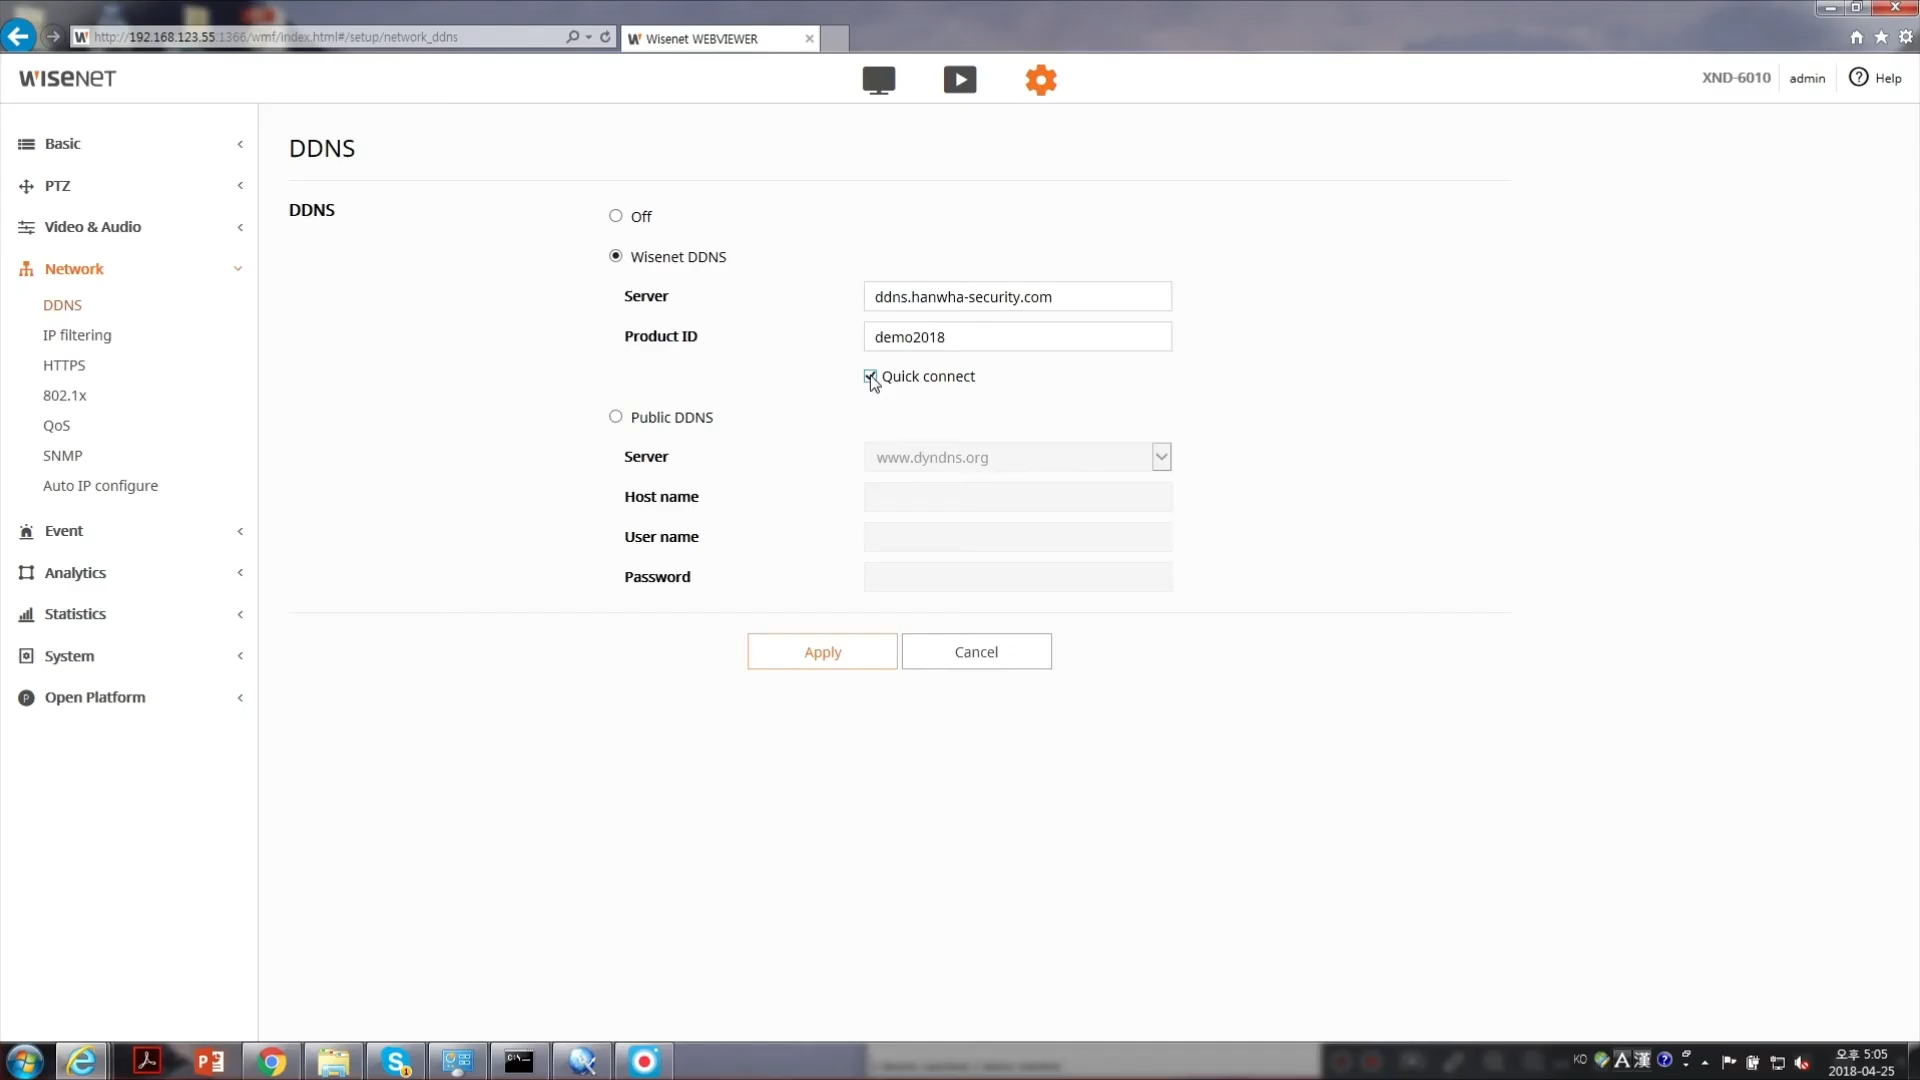 http://192.168.123.55:1366/wmf/index.html#/setup/network_ddns
Wisenet WEBVIEWER
WISENET
XND-6010
admin
Help
Basic
PTZ
Video & Audio
Network
DDNS
IP filtering
HTTPS
802.1x
QoS
SNMP
Auto IP configure
Event
Analytics
Statistics
System
Open Platform
DDNS
DDNS
Off
Wisenet DDNS
Server
ddns.hanwha-security.com
Product ID
demo2018
Quick connect
Public DDNS
Server
www.dyndns.org
Host name
User name
Password
Apply
Cancel
KO
A 漢
오후 5:05
2018-04-25